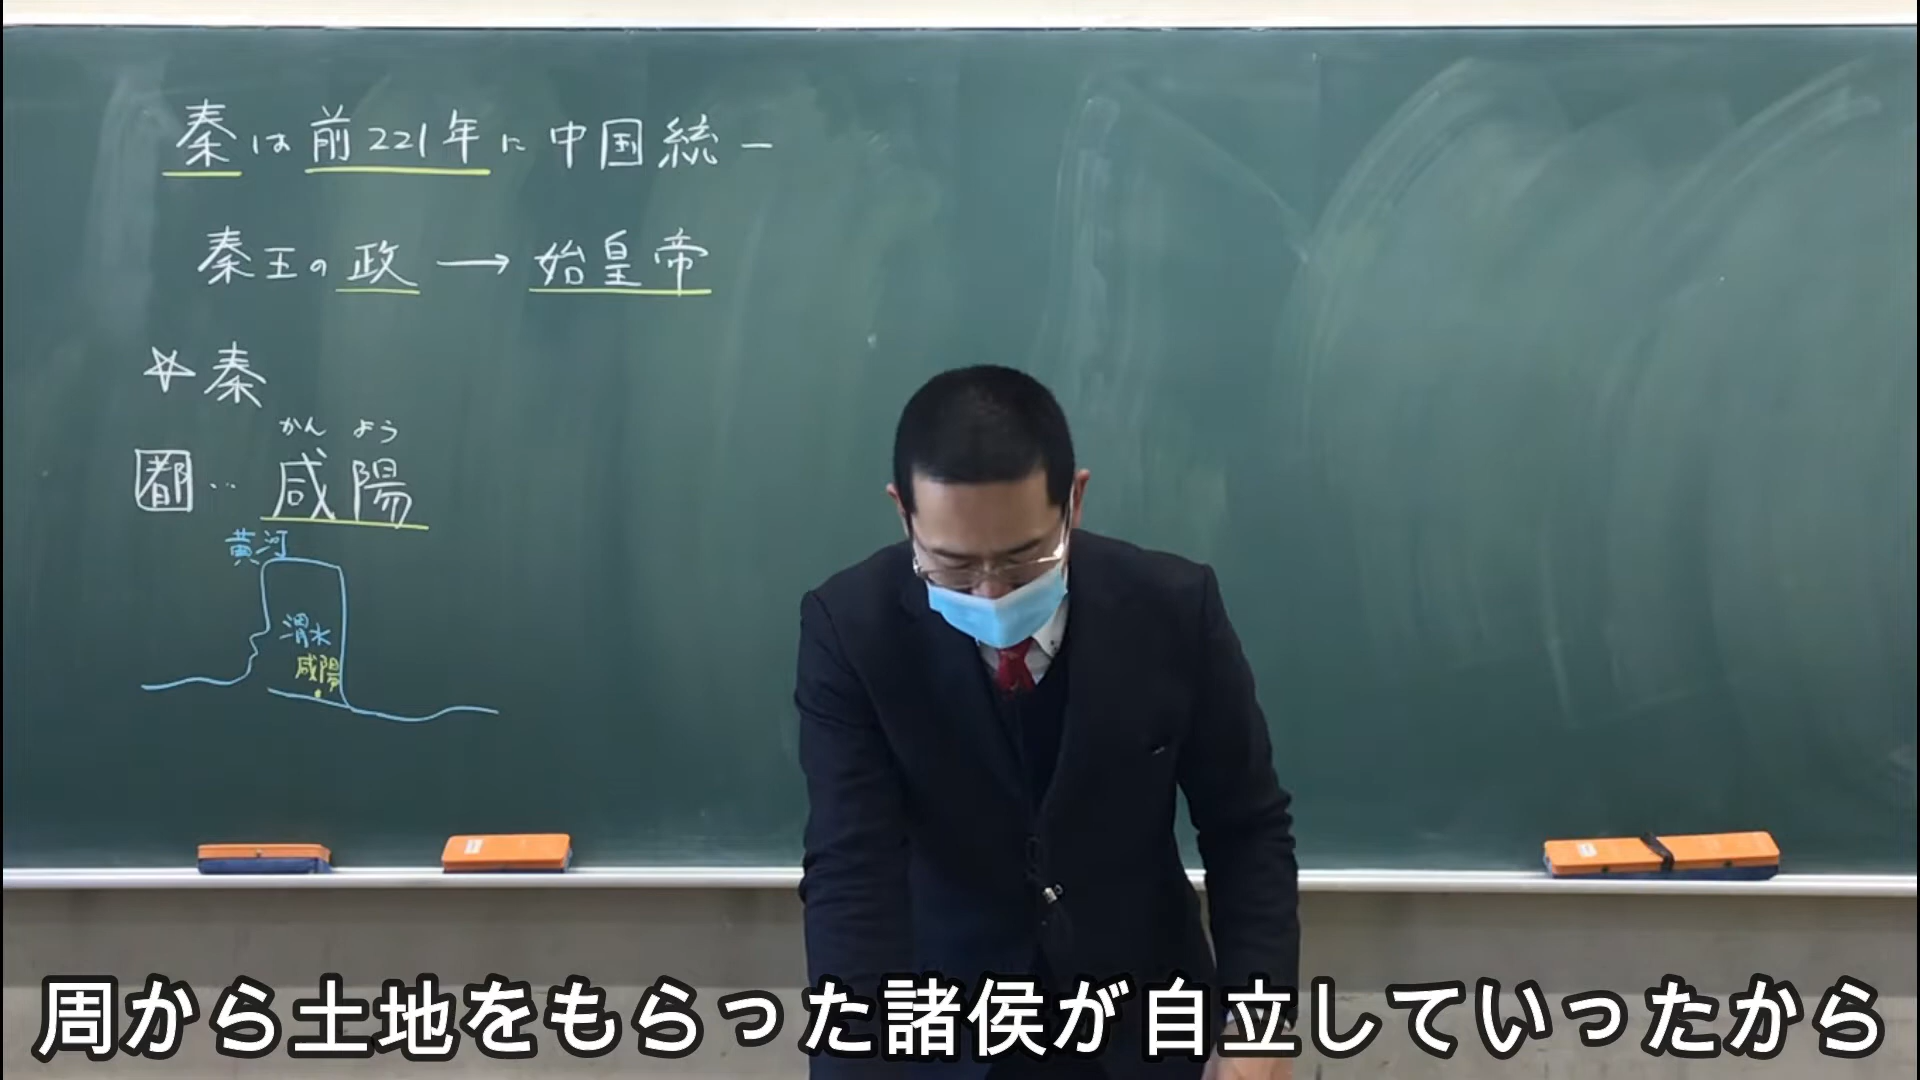 秦は前221年に中国統一
秦王の政→始皇帝
☆秦
かんよう
都…咸陽
黄河
渭水
咸陽
周から土地をもらった諸侯が自立していったから